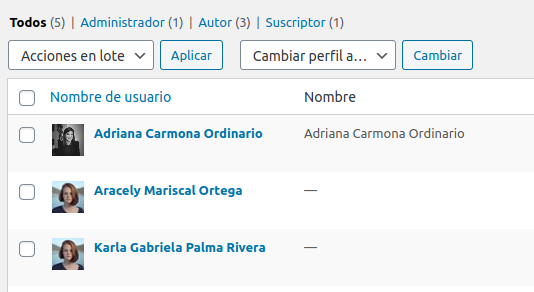 Todos (5) | Administrador (1) | Autor (3) | Suscriptor (1)
Acciones en lote Aplicar Cambiar perfil a… Cambiar
Nombre de usuario Nombre
Adriana Carmona Ordinario Adriana Carmona Ordinario
Aracely Mariscal Ortega —
Karla Gabriela Palma Rivera —